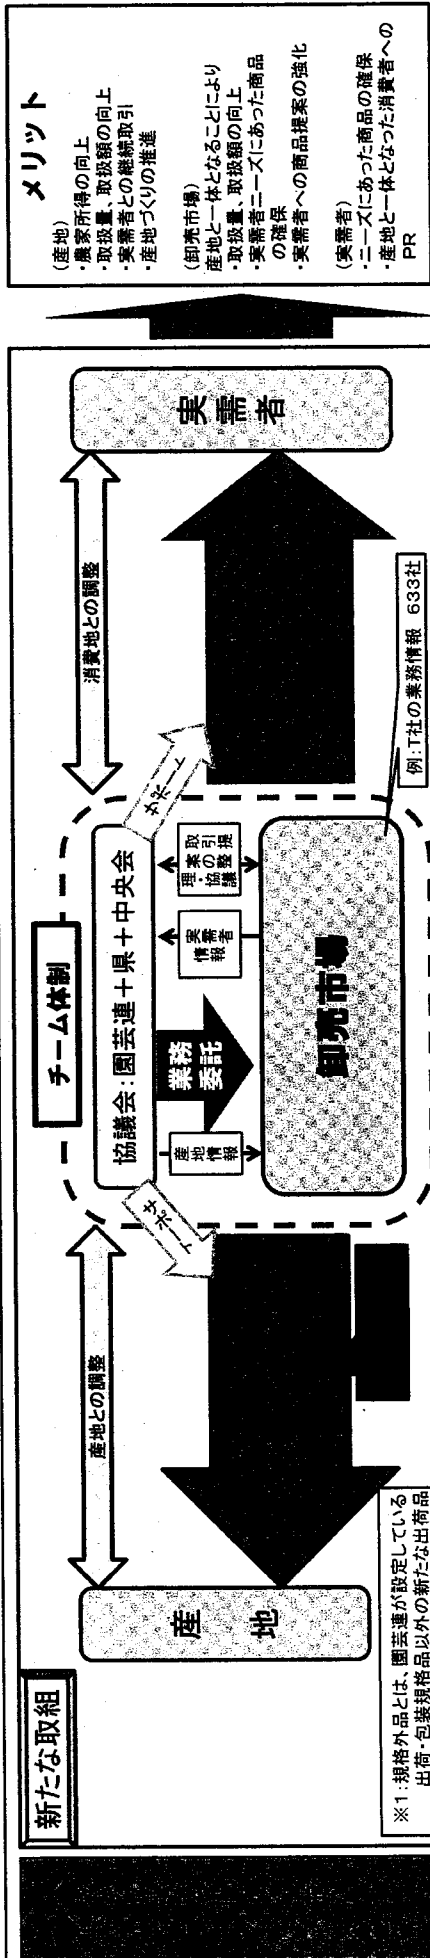 新たな取組
産地
産地との調整
チーム体制
協議会:園芸連+県+中央会
サポート
サポート
産地情報
業務委託
実需者情報
取引提案の整理・協議
卸売市場
例:T社の業務情報 633社
消費地との調整
実需者
※1:規格外品とは、園芸連が設定している
出荷・包装規格品以外の新たな出荷品
メリット
(産地)
・農家所得の向上
・取扱量、取扱額の向上
・実需者との継続取引
・産地づくりの推進
(卸売市場)
産地と一体となることにより
・取扱量、取扱額の向上
・実需者ニーズにあった商品
の確保
・実需者への商品提案の強化
(実需者)
・ニーズにあった商品の確保
・産地と一体となった消費者への
PR